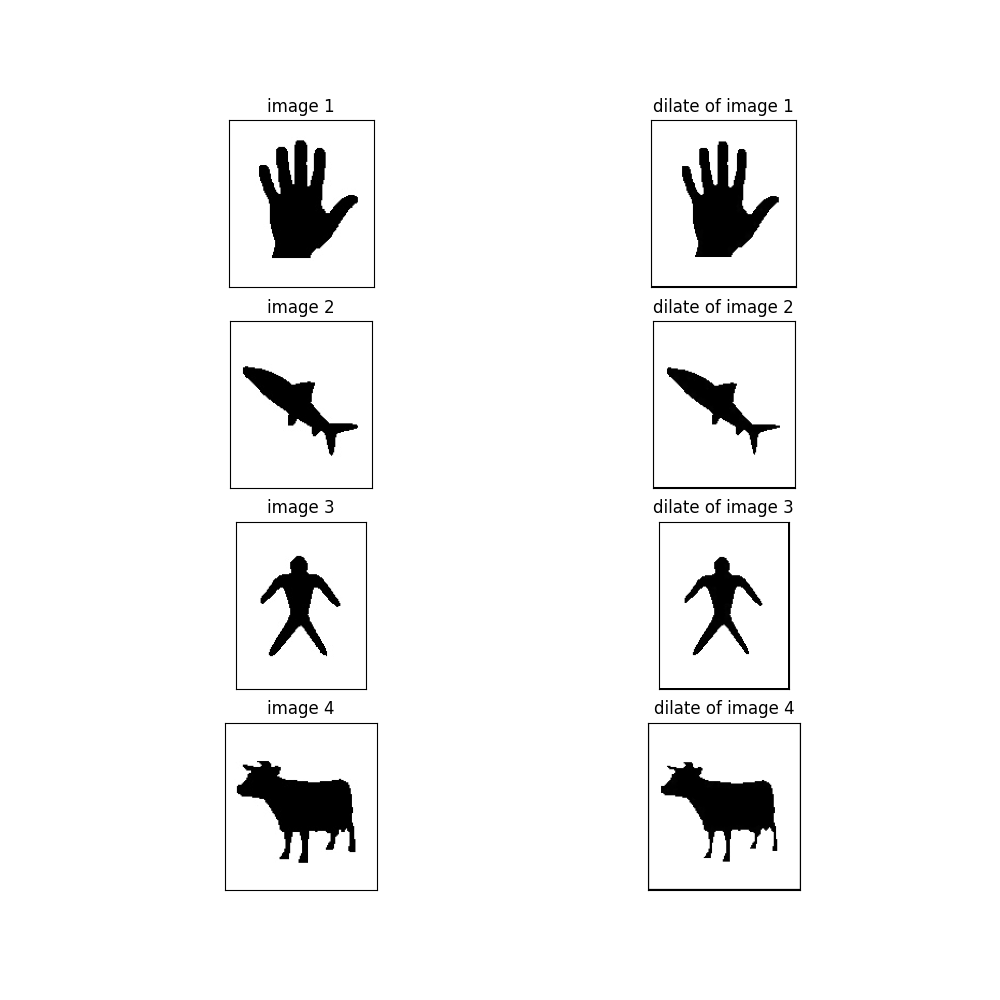 image 1
dilate of image 1
image 2
dilate of image 2
image 3
dilate of image 3
image 4
dilate of image 4